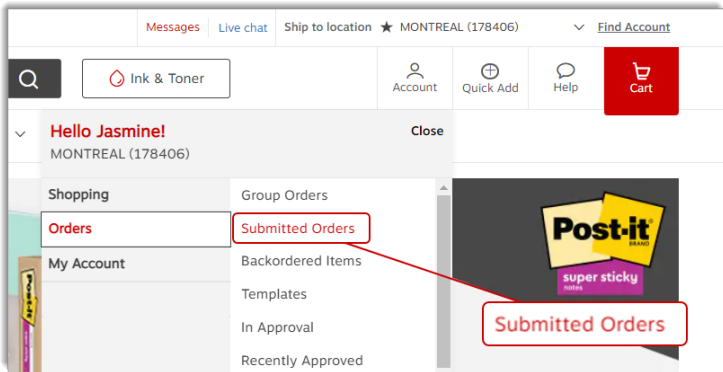 Messages
Live chat
Ship to location ★ MONTREAL (178406)
Find Account
Ink & Toner
Account
Quick Add
Help
Cart
Hello Jasmine!
Close
MONTREAL (178406)
Shopping
Orders
My Account
Group Orders
Submitted Orders
Backordered Items
Templates
In Approval
Recently Approved
Post-it
BRAND
super sticky
notes
Submitted Orders
Post-it